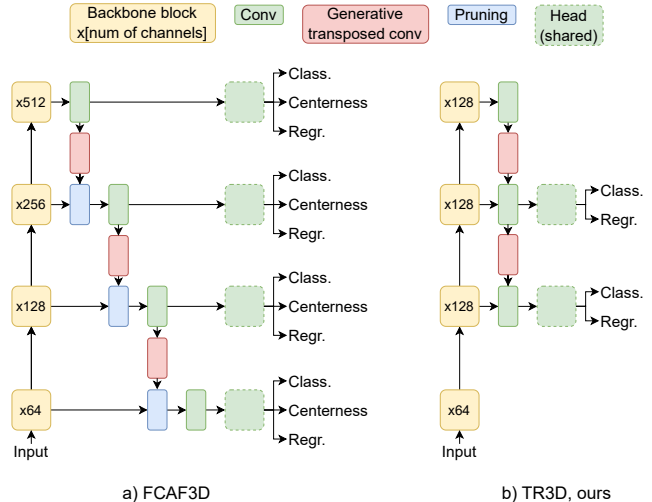 Backbone block
x[num of channels]
Conv
Generative
transposed conv
Pruning
Head
(shared)
x512
Class.
Centerness
Regr.
x256
Class.
Centerness
Regr.
x128
Class.
Centerness
Regr.
x64
Class.
Centerness
Regr.
Input
a) FCAF3D
x128
x128
Class.
Regr.
x128
Class.
Regr.
x64
Input
b) TR3D, ours